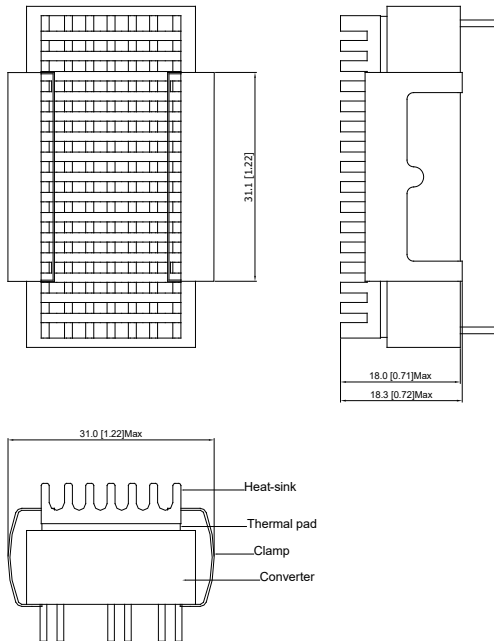 31.1 [1.22]
18.0 [0.71]Max
18.3 [0.72]Max
31.0 [1.22]Max
Heat-sink
Thermal pad
Clamp
Converter